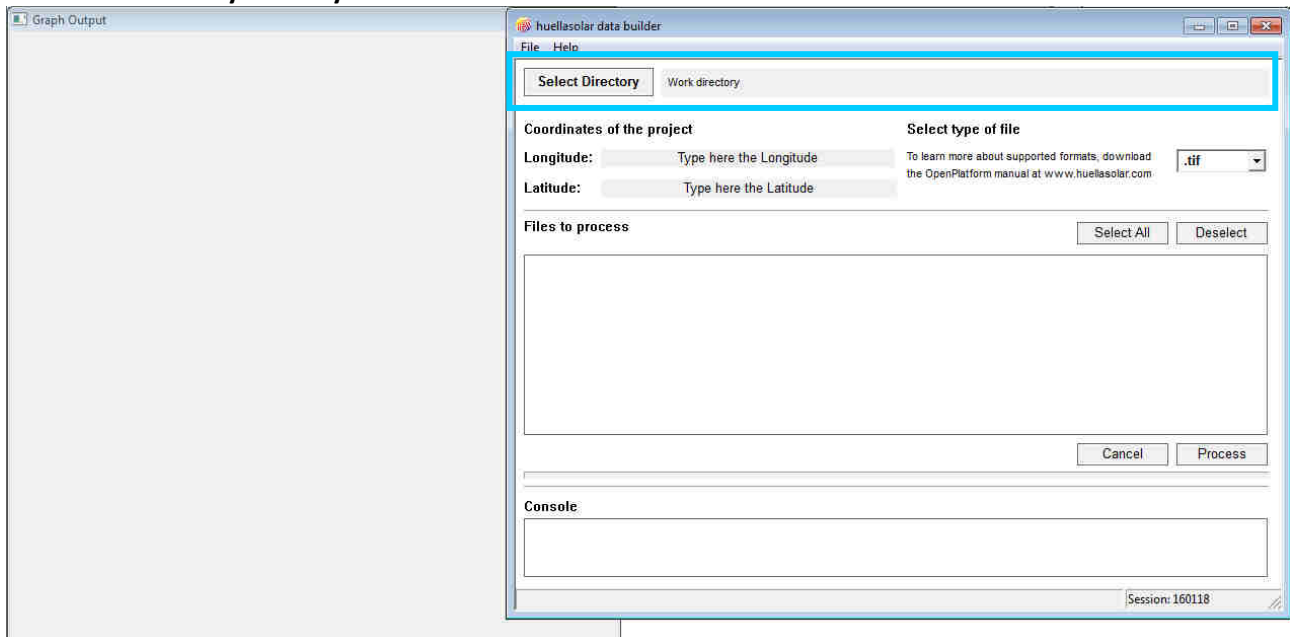 Graph Output
huellasolar data builder
File Help
Select Directory Work directory
Coordinates of the project
Select type of file
Longitude: Type here the Longitude
To learn more about supported formats, download
the OpenPlatform manual at www.huellasolar.com
.tif
Latitude: Type here the Latitude
Files to process
Select All Deselect
Cancel Process
Console
Session: 160118